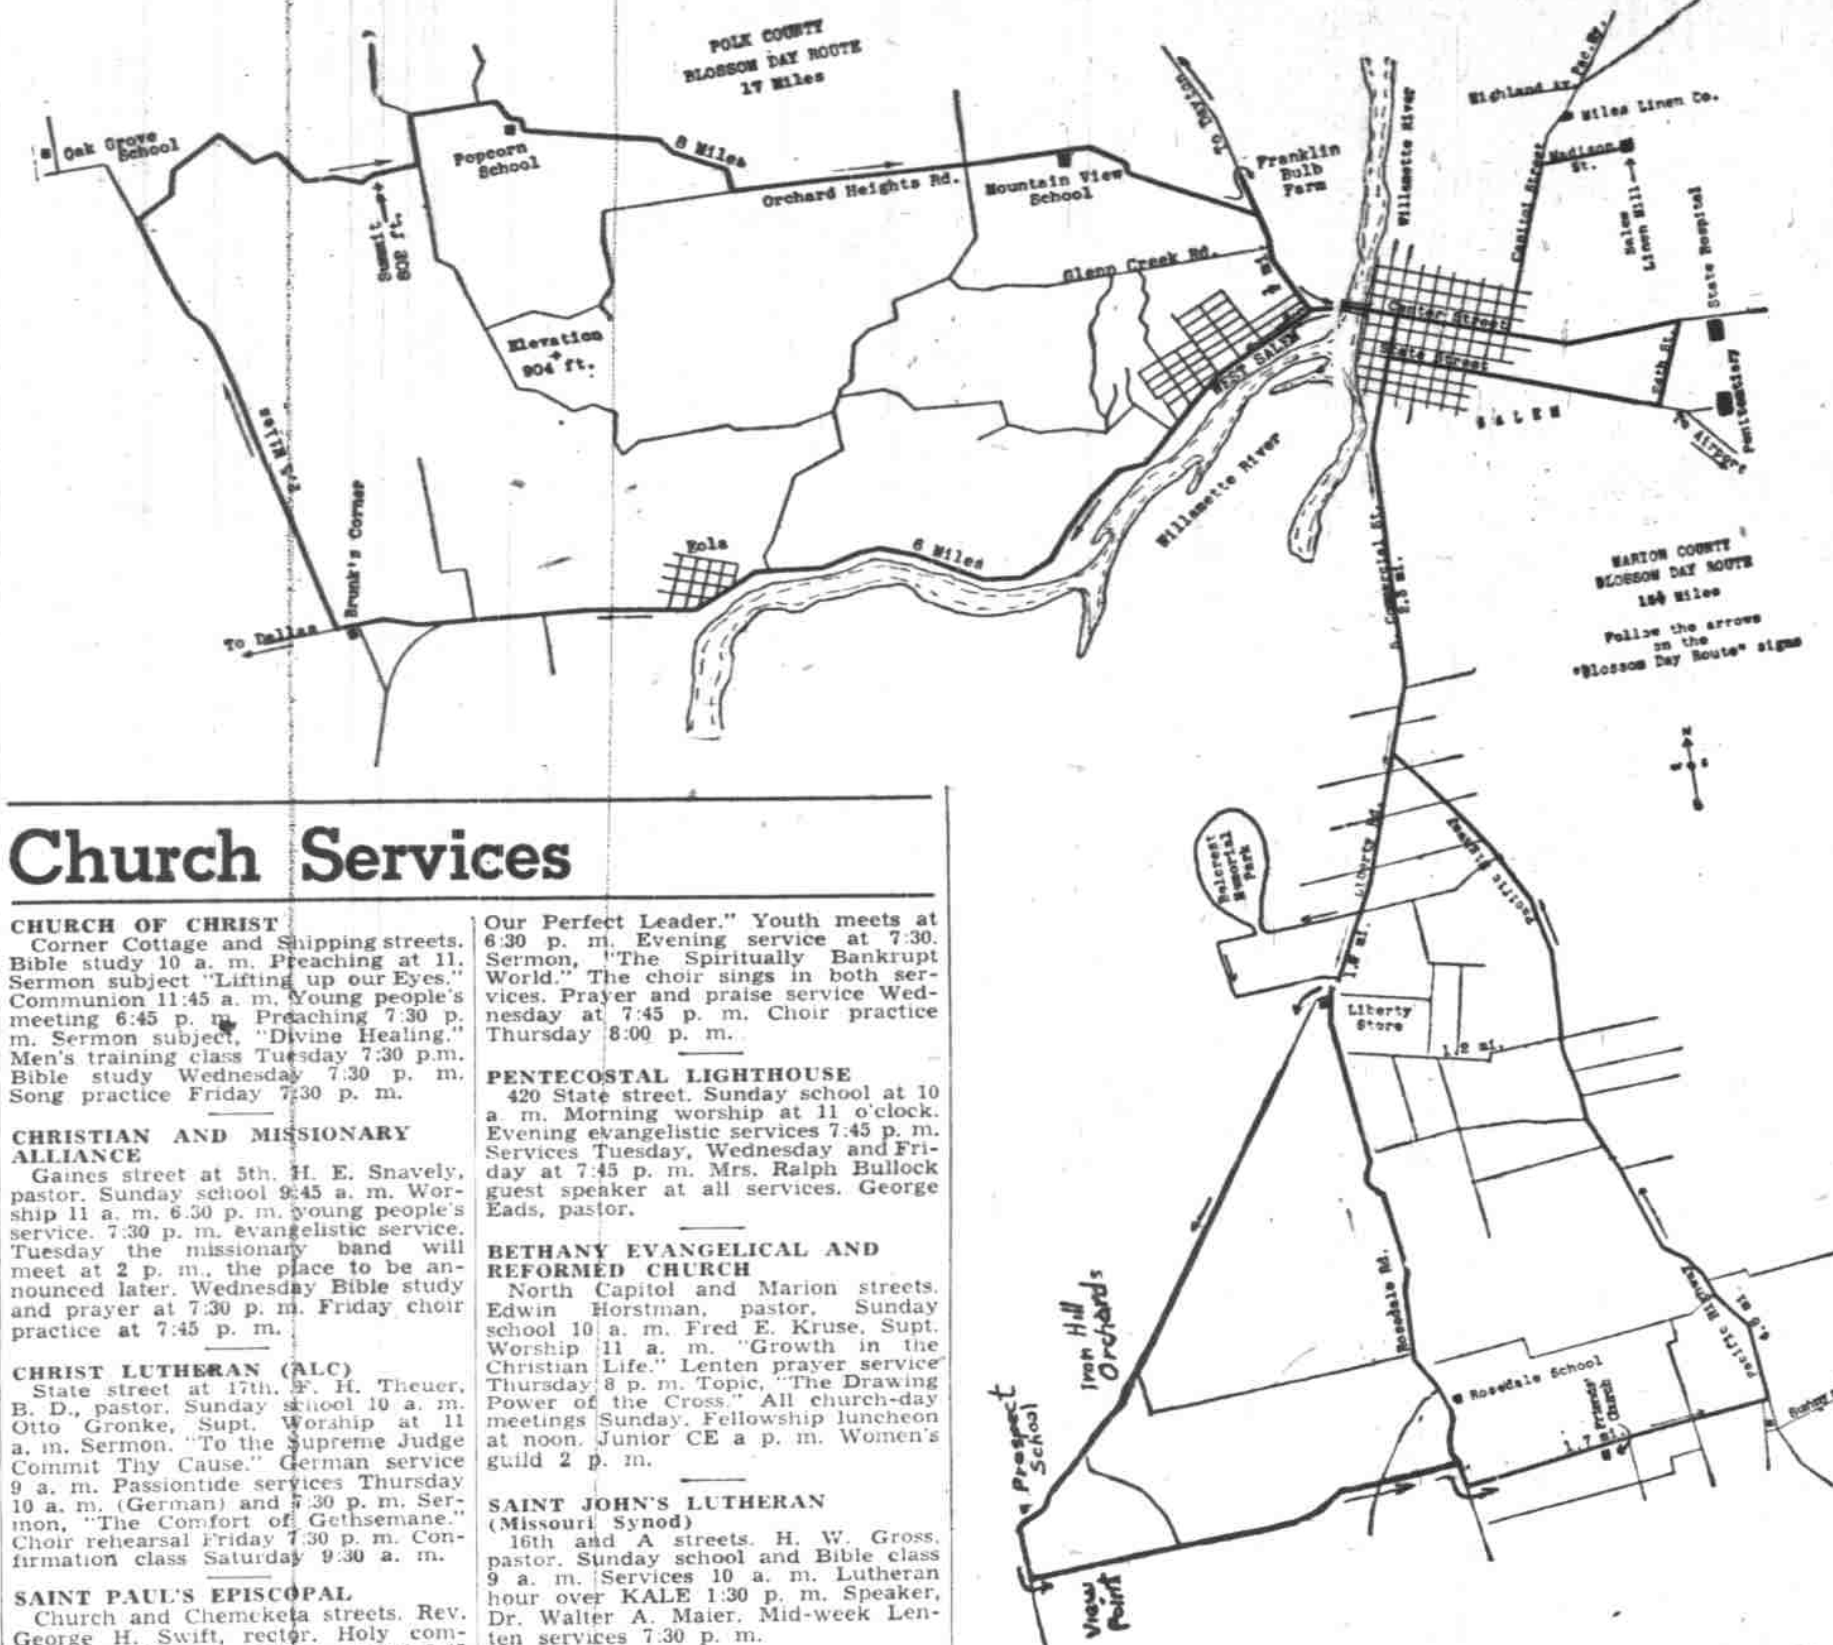 POLK COUNTY
BLOSSOM DAY ROUTE
17 Miles
Oak Grove
School
Popcorn
School
8 Miles
Orchard Heights Rd.
Mountain View
School
To Dayton
Franklin
Bulb
Farm
Willamette River
Highland Av.
Pac. Hy.
Miles Linen Co.
Madison
St.
Capitol Street
Salem
Linen Mill
State Hospital
Summit
802 ft.
Glenn Creek Rd.
1 mi.
Elevation
904 ft.
WEST SALEM
Center Street
State Street
24th St.
Penitentiary
To Airport
SALEM
Willamette River
Brunk's Corner
To Dallas
Eola
6 Miles
S. Commercial St.
2.5 mi.
MARION COUNTY
BLOSSOM DAY ROUTE
Miles
Follow the arrows
on the
"Blossom Day Route" signs
N
W
S
Belcrest
Memorial
Park
Liberty Rd.
Pacific Highway
Liberty
Store
1.2 mi.
Iron Hill
Orchards
Prospect
School
View
Point
Rosedale Rd.
Rosedale School
Friends
Church
1.7 mi.
Pacific Highway
Church Services
CHURCH OF CHRIST
Corner Cottage and Shipping streets.
Bible study 10 a. m. Preaching at 11.
Sermon subject "Lifting up our Eyes."
Communion 11:45 a. m. Young people's
meeting 6:45 p. m. Preaching 7:30 p.
m. Sermon subject, "Divine Healing."
Men's training class Tuesday 7:30 p.m.
Bible study Wednesday 7:30 p. m.
Song practice Friday 7:30 p. m.
CHRISTIAN AND MISSIONARY
ALLIANCE
Gaines street at 5th. H. E. Snavely,
pastor. Sunday school 9:45 a. m. Wor-
ship 11 a. m. 6.30 p. m. young people's
service. 7:30 p. m. evangelistic service.
Tuesday the missionary band will
meet at 2 p. m., the place to be an-
nounced later. Wednesday Bible study
and prayer at 7:30 p. m. Friday choir
practice at 7:45 p. m.
CHRIST LUTHERAN (ALC)
State street at 17th. F. H. Theuer,
B. D., pastor. Sunday school 10 a. m.
Otto Gronke, Supt. Worship at 11
a. m. Sermon. "To the Supreme Judge
Commit Thy Cause." German service
9 a. m. Passiontide services Thursday
10 a. m. (German) and 7:30 p. m. Ser-
mon, "The Comfort of Gethsemane."
Choir rehearsal Friday 7:30 p. m. Con-
firmation class Saturday 9:30 a. m.
SAINT PAUL'S EPISCOPAL
Church and Chemeketa streets. Rev.
George H. Swift, rector. Holy com-
Our Perfect Leader." Youth meets at
6:30 p. m. Evening service at 7:30.
Sermon, "The Spiritually Bankrupt
World." The choir sings in both ser-
vices. Prayer and praise service Wed-
nesday at 7:45 p. m. Choir practice
Thursday 8:00 p. m.
PENTECOSTAL LIGHTHOUSE
420 State street. Sunday school at 10
a. m. Morning worship at 11 o'clock.
Evening evangelistic services 7:45 p. m.
Services Tuesday, Wednesday and Fri-
day at 7:45 p. m. Mrs. Ralph Bullock
guest speaker at all services. George
Eads, pastor.
BETHANY EVANGELICAL AND
REFORMED CHURCH
North Capitol and Marion streets.
Edwin Horstman, pastor. Sunday
school 10 a. m. Fred E. Kruse, Supt.
Worship 11 a. m. "Growth in the
Christian Life." Lenten prayer service
Thursday 8 p. m. Topic, "The Drawing
Power of the Cross." All church-day
meetings Sunday. Fellowship luncheon
at noon. Junior CE a p. m. Women's
guild 2 p. m.
SAINT JOHN'S LUTHERAN
(Missouri Synod)
16th and A streets. H. W. Gross,
pastor. Sunday school and Bible class
9 a. m. Services 10 a. m. Lutheran
hour over KALE 1:30 p. m. Speaker,
Dr. Walter A. Maier. Mid-week Len-
ten services 7:30 p. m.